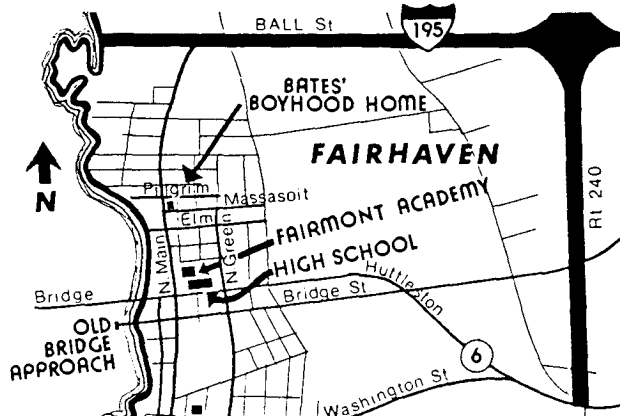 BALL St
195
BATES'
BOYHOOD HOME
FAIRHAVEN
N
Pilgrim
Massasoit
Elm
FAIRMONT ACADEMY
HIGH SCHOOL
N Main
N Green
Rt 240
Bridge
Bridge St
Huttleston
OLD
BRIDGE
APPROACH
6
Washington St